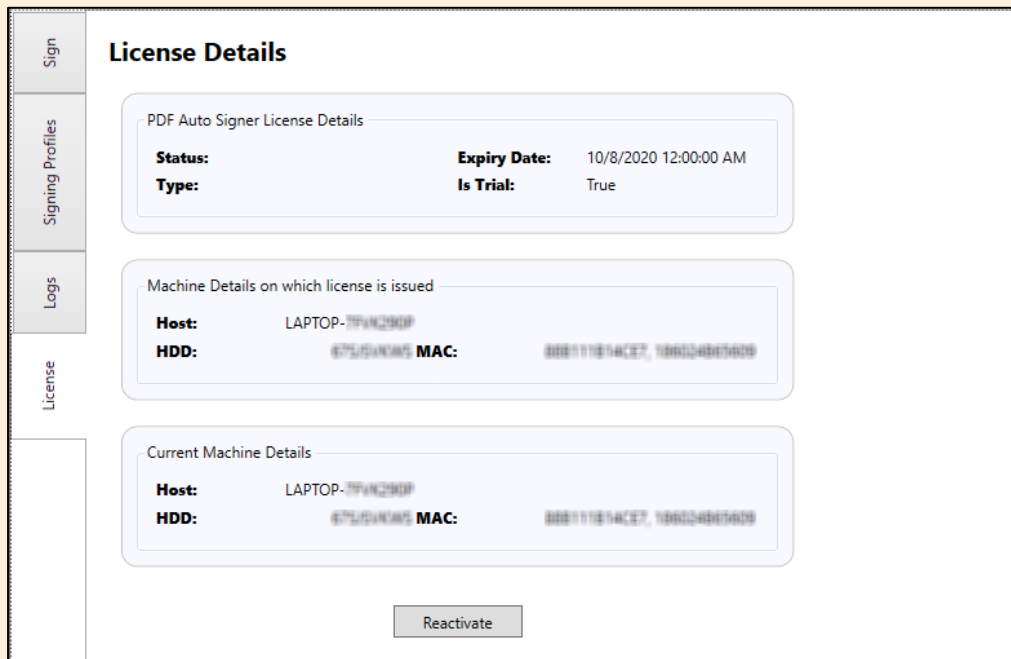 Sign
Signing Profiles
Logs
License
License Details
PDF Auto Signer License Details
Status: Expiry Date: 10/8/2020 12:00:00 AM
Type: Is Trial: True
Machine Details on which license is issued
Host: LAPTOP-
HDD: MAC:
Current Machine Details
Host: LAPTOP-
HDD: MAC:
Reactivate